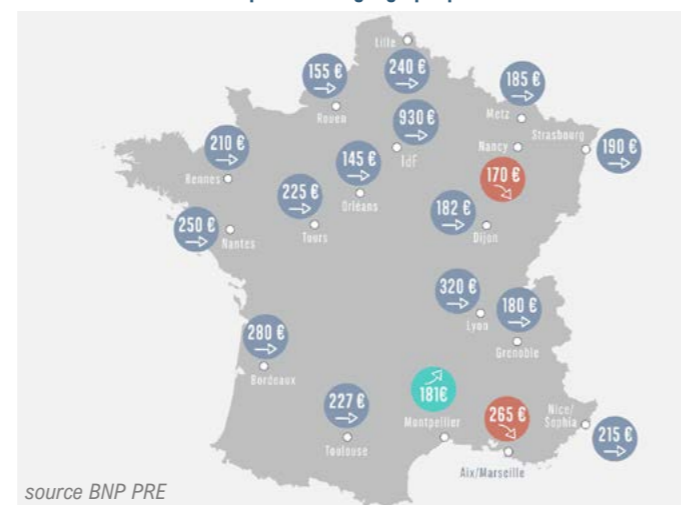 Lille
240 €
155 €
Rouen
930 €
IdF
185 €
Metz
Nancy
170 €
Strasbourg
190 €
210 €
Rennes
145 €
Orléans
225 €
Tours
182 €
Dijon
250 €
Nantes
320 €
Lyon
180 €
Grenoble
280 €
Bordeaux
181€
Montpellier
227 €
Toulouse
265 €
Aix/Marseille
Nice/
Sophia
215 €
source BNP PRE